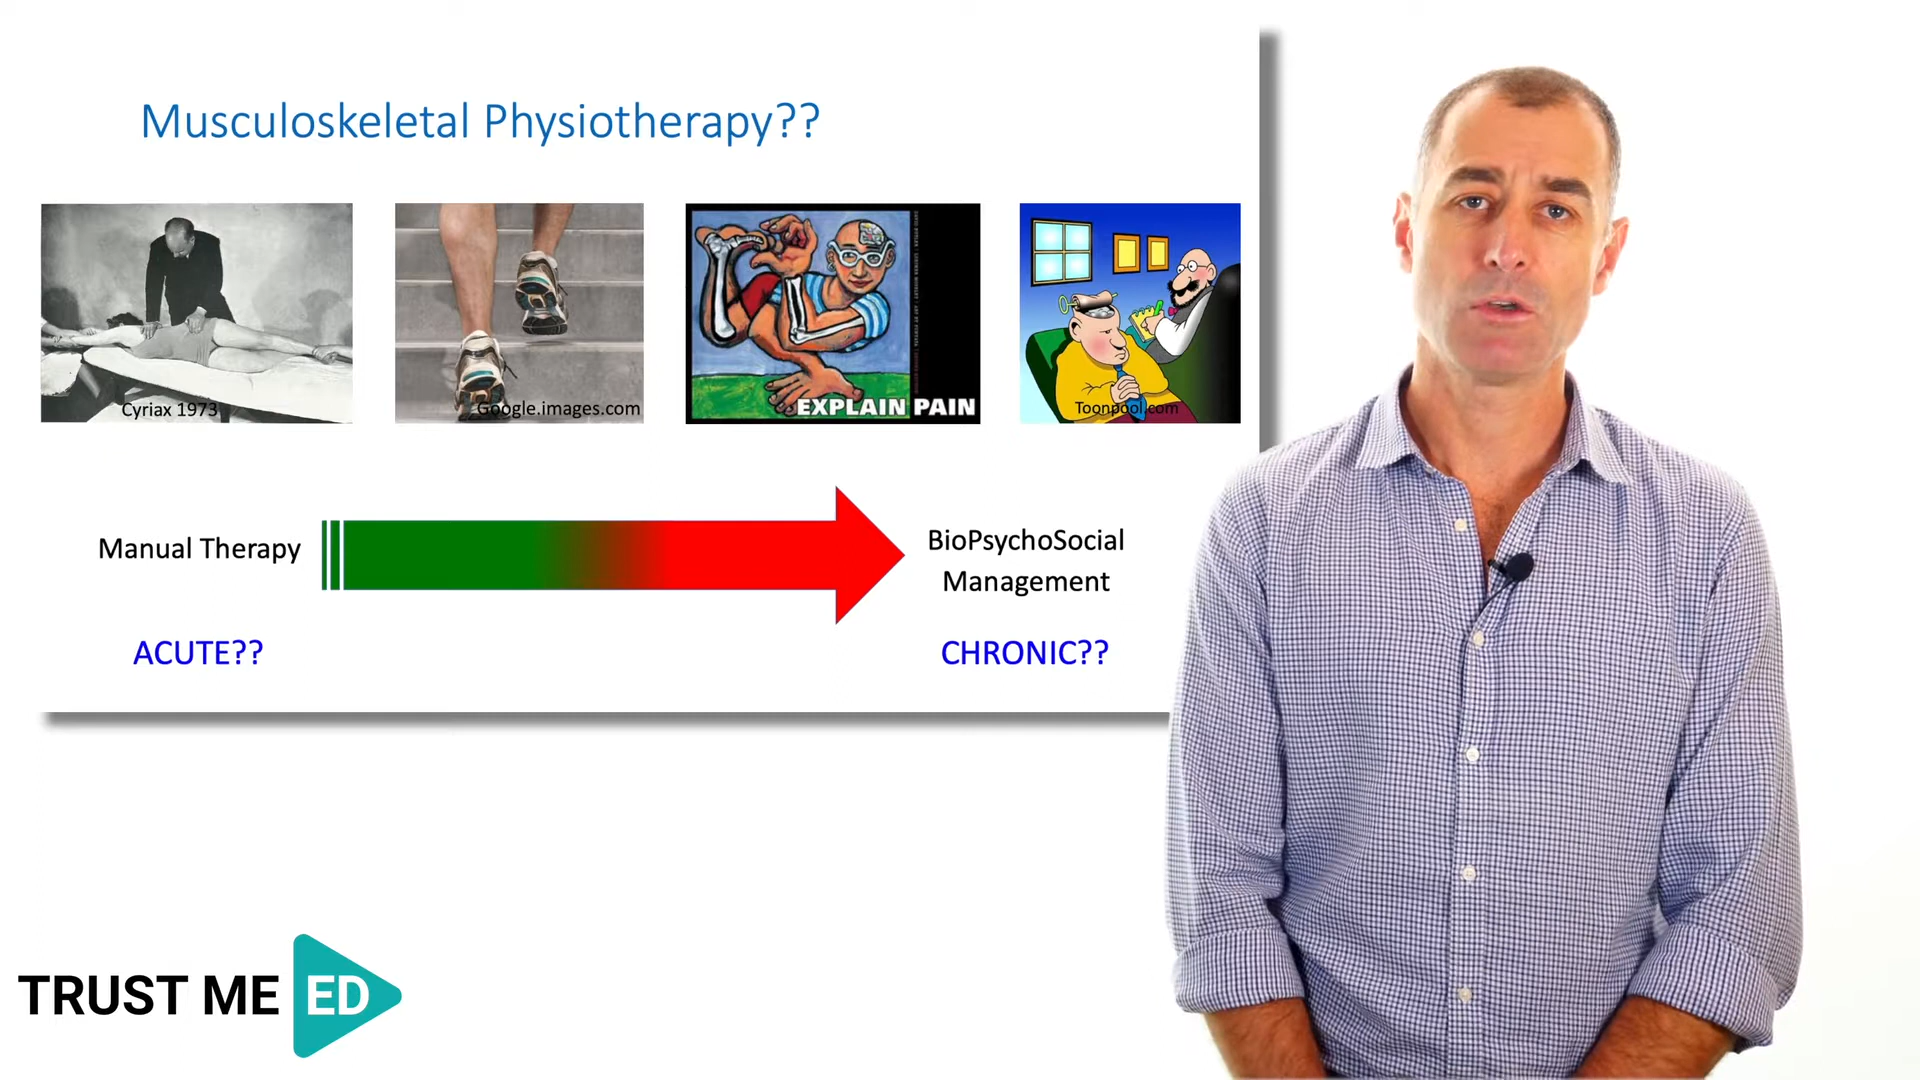 Musculoskeletal Physiotherapy??
Cyriax 1973
Google.images.com
EXPLAIN PAIN
Toonpool.com
Manual Therapy
BioPsychoSocial
Management
ACUTE??
CHRONIC??
TRUST ME ED